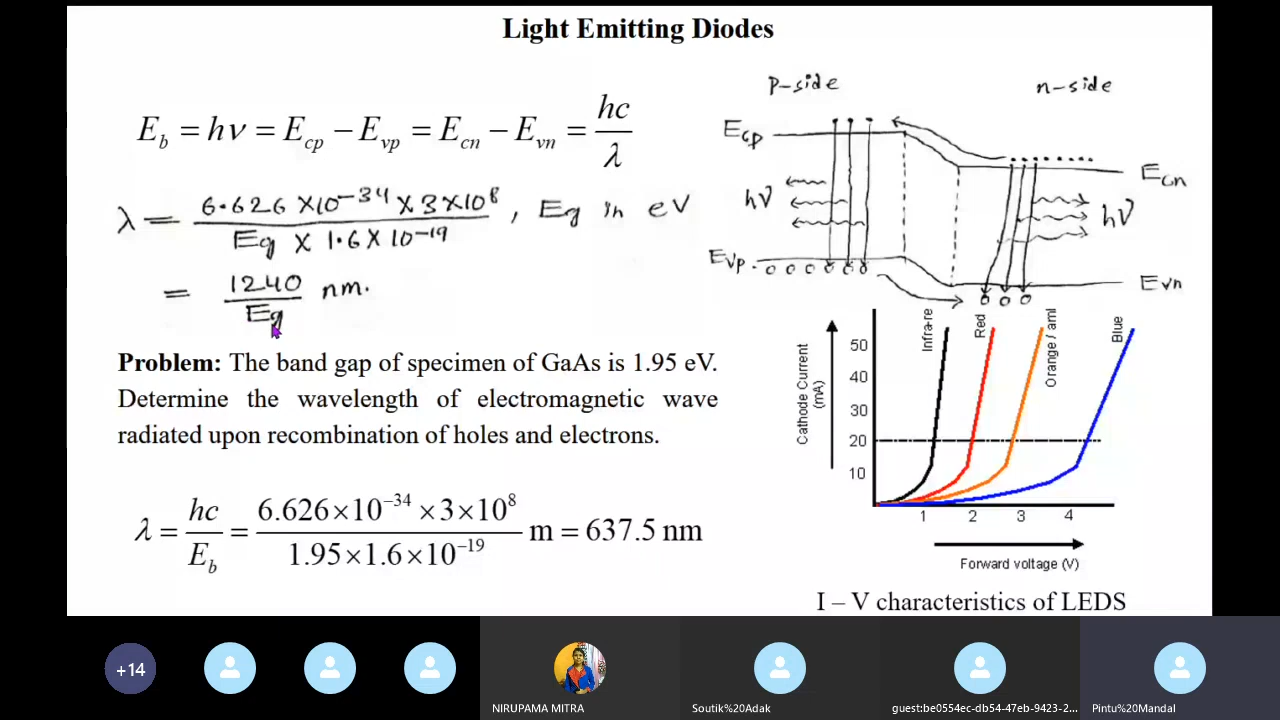 Light Emitting Diodes
E_b = hν = E_cp − E_vp = E_cn − E_vn = hc/λ
λ = 6.626 ×10^−34 × 3×10^8 / Eg × 1.6 × 10^−19 , Eg in eV
= 1240/Eg nm.
Problem: The band gap of specimen of GaAs is 1.95 eV.
Determine the wavelength of electromagnetic wave
radiated upon recombination of holes and electrons.
λ = hc/E_b = 6.626×10^−34 ×3×10^8 / 1.95×1.6×10^−19 m = 637.5 nm
P-side
n-side
Ecp
Ecn
hν
hν
Evp
Evn
Cathode Current
(mA)
50
40
30
20
10
Infra-re
Red
Orange / aml
Blue
1 2 3 4
Forward voltage (V)
I – V characteristics of LEDS
+14
NIRUPAMA MITRA
Soutik%20Adak
guest:be0554ec-db54-47eb-9423-2...
Pintu%20Mandal